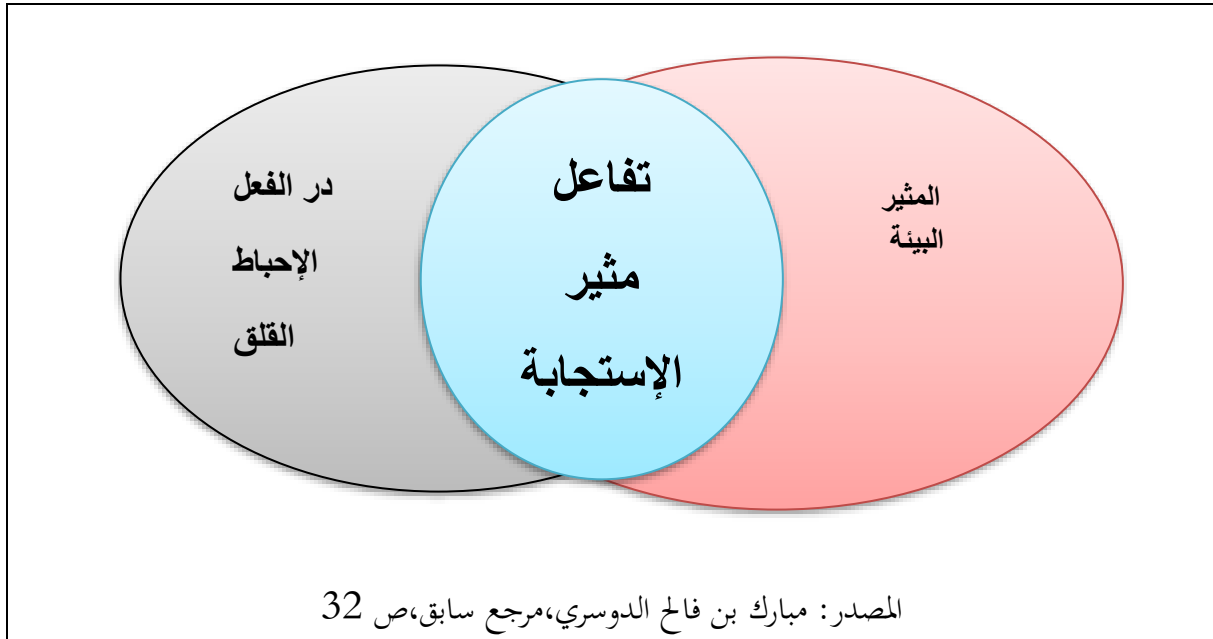 المثير
البيئة
تفاعل
مثير
الإستجابة
در الفعل
الإحباط
القلق
المصدر: مبارك بن فالح الدوسري،مرجع سابق،ص 32